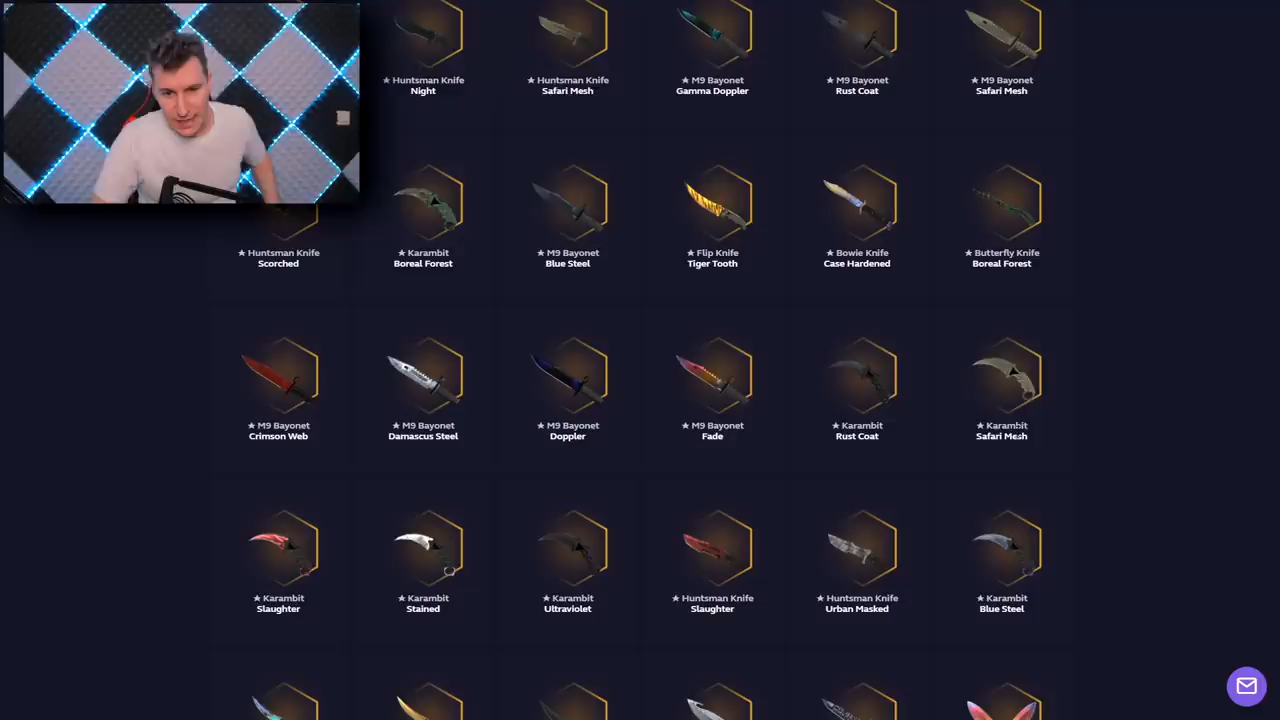 ★ Huntsman Knife
Night
★ Huntsman Knife
Safari Mesh
★ M9 Bayonet
Gamma Doppler
★ M9 Bayonet
Rust Coat
★ M9 Bayonet
Safari Mesh
★ Huntsman Knife
Scorched
★ Karambit
Boreal Forest
★ M9 Bayonet
Blue Steel
★ Flip Knife
Tiger Tooth
★ Bowie Knife
Case Hardened
★ Butterfly Knife
Boreal Forest
★ M9 Bayonet
Crimson Web
★ M9 Bayonet
Damascus Steel
★ M9 Bayonet
Doppler
★ M9 Bayonet
Fade
★ Karambit
Rust Coat
★ Karambit
Safari Mesh
★ Karambit
Slaughter
★ Karambit
Stained
★ Karambit
Ultraviolet
★ Huntsman Knife
Slaughter
★ Huntsman Knife
Urban Masked
★ Karambit
Blue Steel